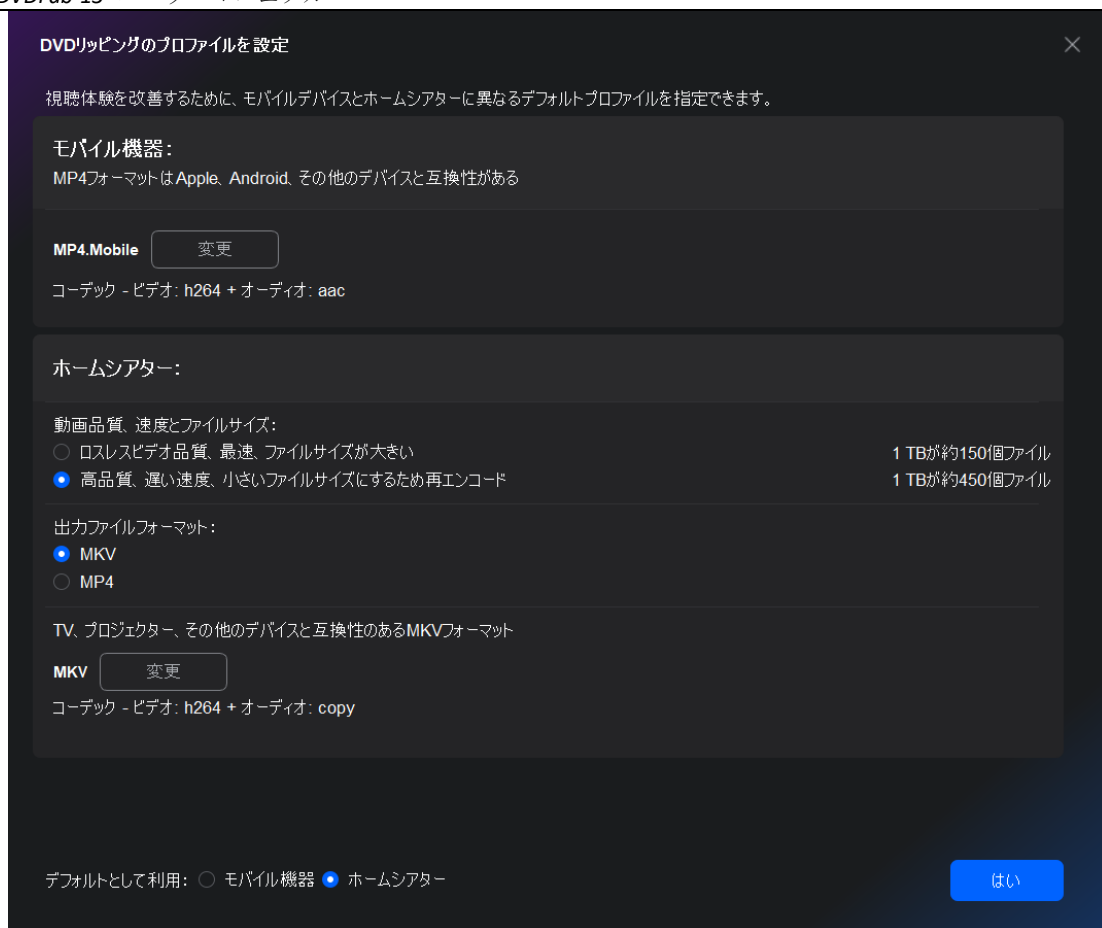 DVDリッピングのプロファイルを設定
視聴体験を改善するために、モバイルデバイスとホームシアターに異なるデフォルトプロファイルを指定できます。
モバイル機器：
MP4フォーマットはApple、Android、その他のデバイスと互換性がある
MP4.Mobile 変更
コーデック - ビデオ: h264 + オーディオ: aac
ホームシアター：
動画品質、速度とファイルサイズ：
ロスレスビデオ品質、最速、ファイルサイズが大きい 1 TBが約150個ファイル
高品質、遅い速度、小さいファイルサイズにするため再エンコード 1 TBが約450個ファイル
出力ファイルフォーマット：
MKV
MP4
TV、プロジェクター、その他のデバイスと互換性のあるMKVフォーマット
MKV 変更
コーデック - ビデオ: h264 + オーディオ: copy
デフォルトとして利用： モバイル機器 ホームシアター はい